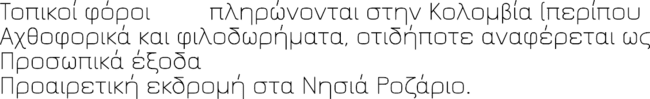 Τοπικοί φόροι πληρώνονται στην Κολομβία (περίπου
Αχθοφορικά και φιλοδωρήματα, οτιδήποτε αναφέρεται ως
Προσωπικά έξοδα
Προαιρετική εκδρομή στα Νησιά Ροζάριο.